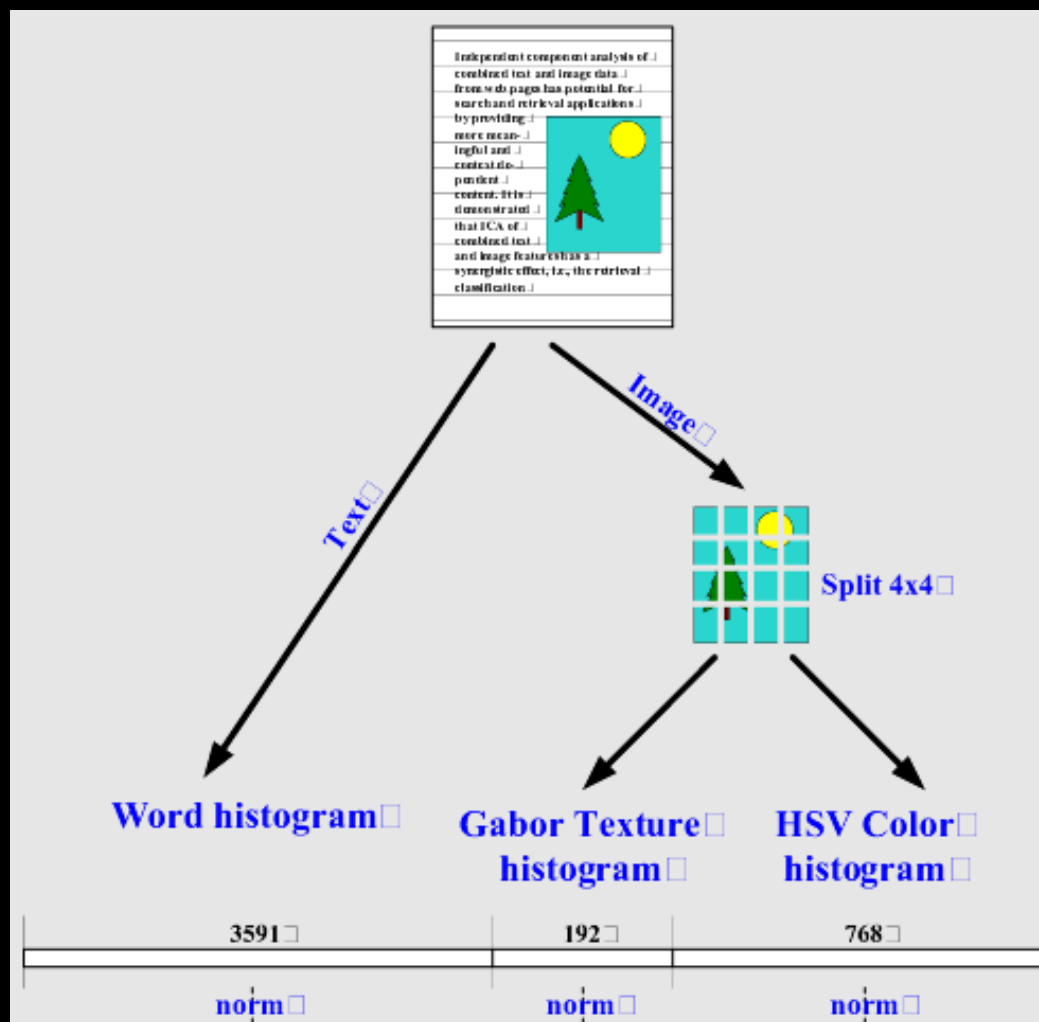 Independent component analysis of
combined text and image data
from web pages has potential for
search and retrieval applications
by providing
more mean-
ingful and
context de-
pendent
content. It is
demonstrated
that ICA of
combined text
and image features has a
synergistic effect, i.e., the retrieval
classification
Image
Text
Split 4x4
Word histogram
Gabor Texture
histogram
HSV Color
histogram
3591
192
768
norm
norm
norm